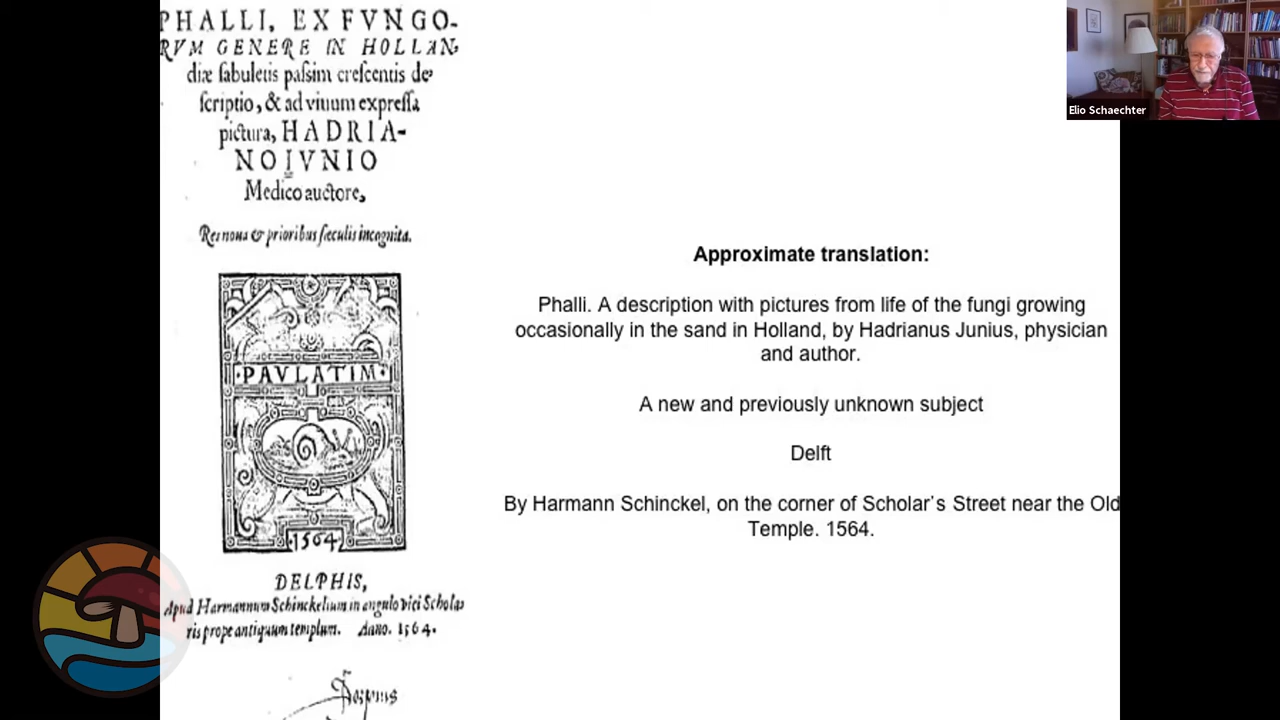 PHALLI, EX FVNGO-
RVM GENERE IN HOLLAN-
diæ ſabuletis paſsim creſcentis de-
ſcriptio, & ad viuum expreſſa
pictura, HADRIA-
NO IVNIO
Medico auctore,
Res noua & prioribus ſæculis incognita.
·PAVLATIM·
·1564·
DELPHIS,
Apud Harmannum Schinckelium in angulo vici Schola-
ris prope antiquum templum. Anno. 1564.
Elio Schaechter
Approximate translation:
Phalli. A description with pictures from life of the fungi growing
occasionally in the sand in Holland, by Hadrianus Junius, physician
and author.
A new and previously unknown subject
Delft
By Harmann Schinckel, on the corner of Scholar's Street near the Old
Temple. 1564.